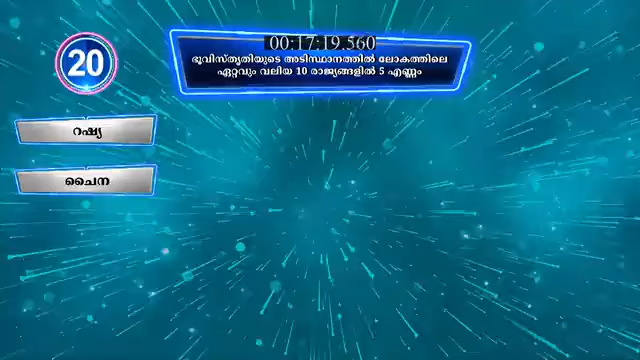 00:17:19.560
20
ഭൂവിസ്തൃതിയുടെ അടിസ്ഥാനത്തിൽ ലോകത്തിലെ
ഏറ്റവും വലിയ 10 രാജ്യങ്ങളിൽ 5 എണ്ണം
റഷ്യ
ചൈന